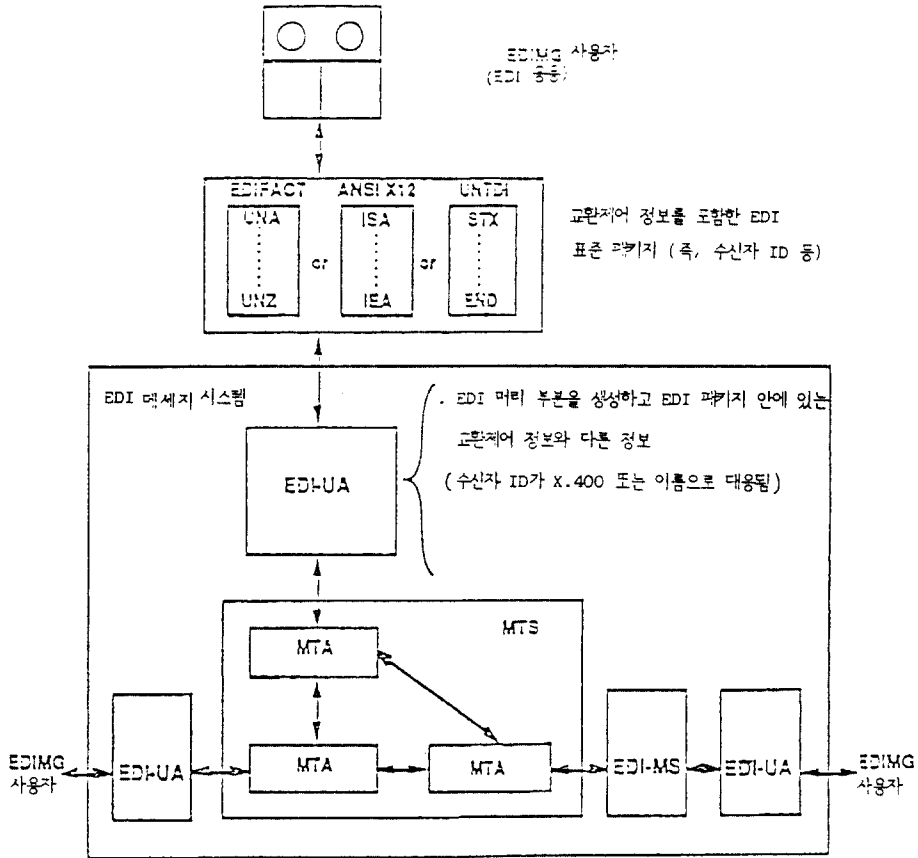 EDIMG 사용자
(EDI 응용)
EDIFACT ANSI X12 UNTDI
UNA ISA STX
or or
UNZ IEA END
교환제어 정보를 포함한 EDI
표준 패키지 (즉, 수신자 ID 등)
EDI 메세지 시스템
. EDI 머리 부분을 생성하고 EDI 패키지 안에 있는
교환제어 정보와 다른 정보
(수신자 ID가 X.400 또는 이름으로 대응됨)
EDI-UA
MTS
MTA
EDIMG
사용자
EDI-UA
MTA
MTA
EDI-MS
EDI-UA
EDIMG
사용자